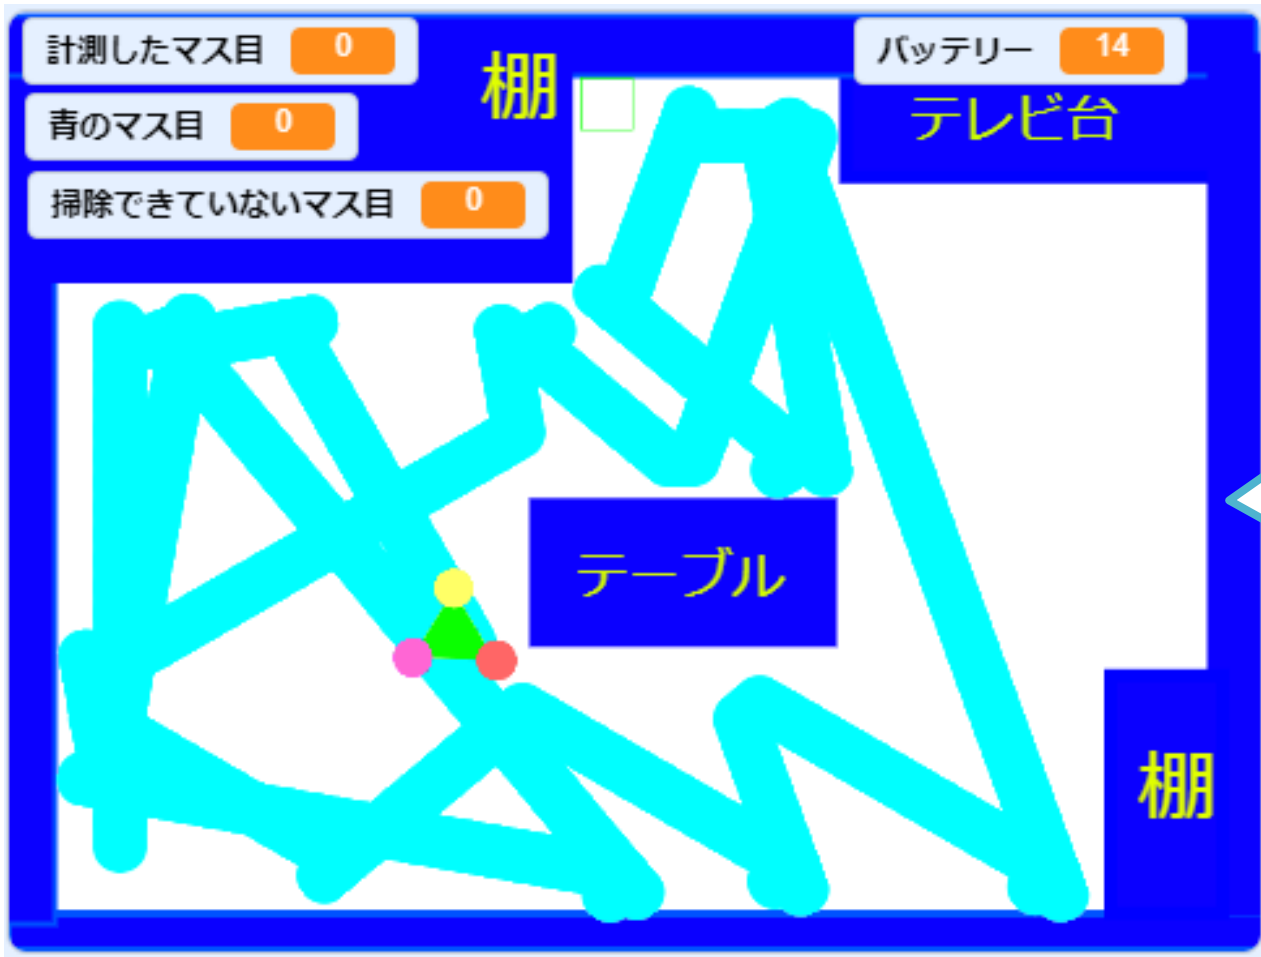 計測したマス目 0
青のマス目 0
掃除できていないマス目 0
棚
バッテリー 14
テレビ台
テーブル
棚